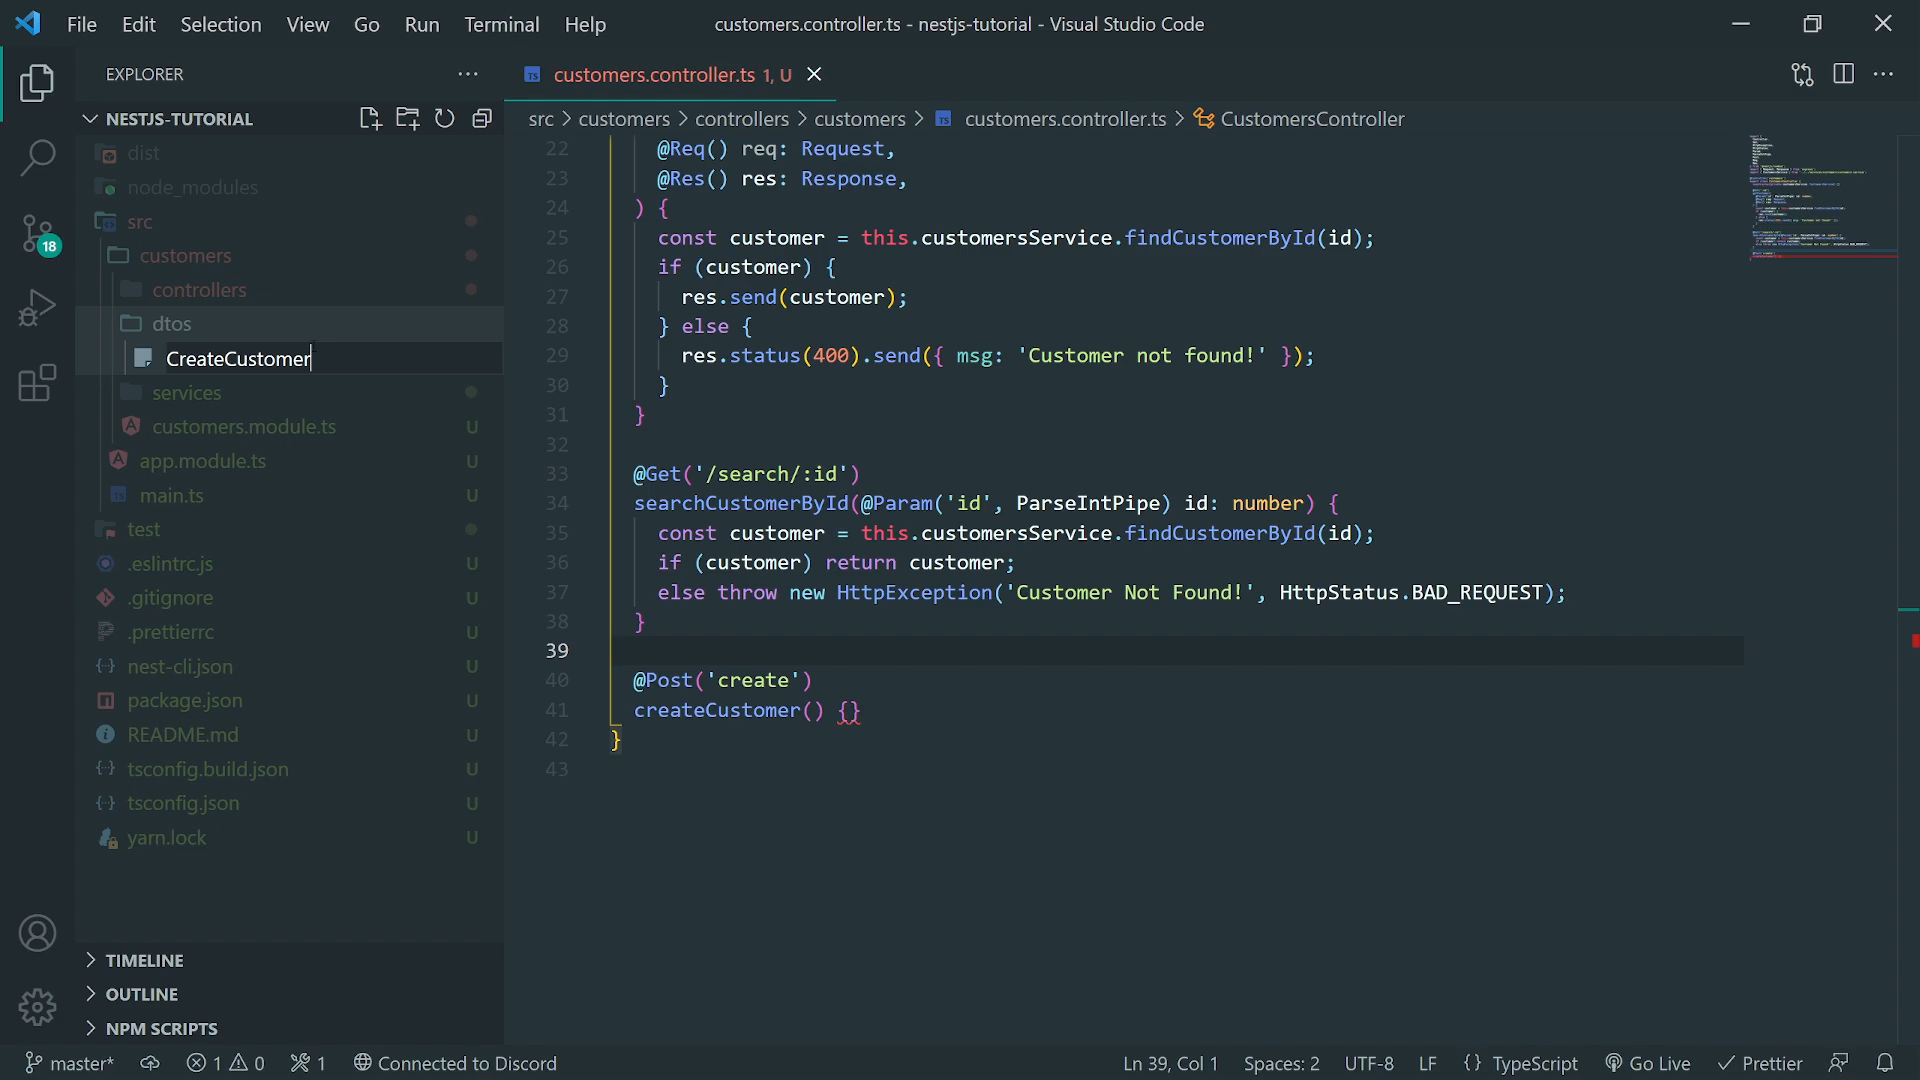 File Edit Selection View Go Run Terminal Help
customers.controller.ts - nestjs-tutorial - Visual Studio Code
EXPLORER
customers.controller.ts 1, U
NESTJS-TUTORIAL
src > customers > controllers > customers > customers.controller.ts > CustomersController
dist
node_modules
src
customers
controllers
dtos
CreateCustomer
services
customers.module.ts U
app.module.ts U
main.ts U
test
.eslintrc.js U
.gitignore U
.prettierrc U
nest-cli.json U
package.json U
README.md U
tsconfig.build.json U
tsconfig.json U
yarn.lock U
18
TIMELINE
OUTLINE
NPM SCRIPTS
22 @Req() req: Request,
23 @Res() res: Response,
24 ) {
25 const customer = this.customersService.findCustomerById(id);
26 if (customer) {
27 res.send(customer);
28 } else {
29 res.status(400).send({ msg: 'Customer not found!' });
30 }
31 }
32
33 @Get('/search/:id')
34 searchCustomerById(@Param('id', ParseIntPipe) id: number) {
35 const customer = this.customersService.findCustomerById(id);
36 if (customer) return customer;
37 else throw new HttpException('Customer Not Found!', HttpStatus.BAD_REQUEST);
38 }
39
40 @Post('create')
41 createCustomer() {}
42 }
43
master* 1 0 1 Connected to Discord
Ln 39, Col 1 Spaces: 2 UTF-8 LF {} TypeScript Go Live Prettier